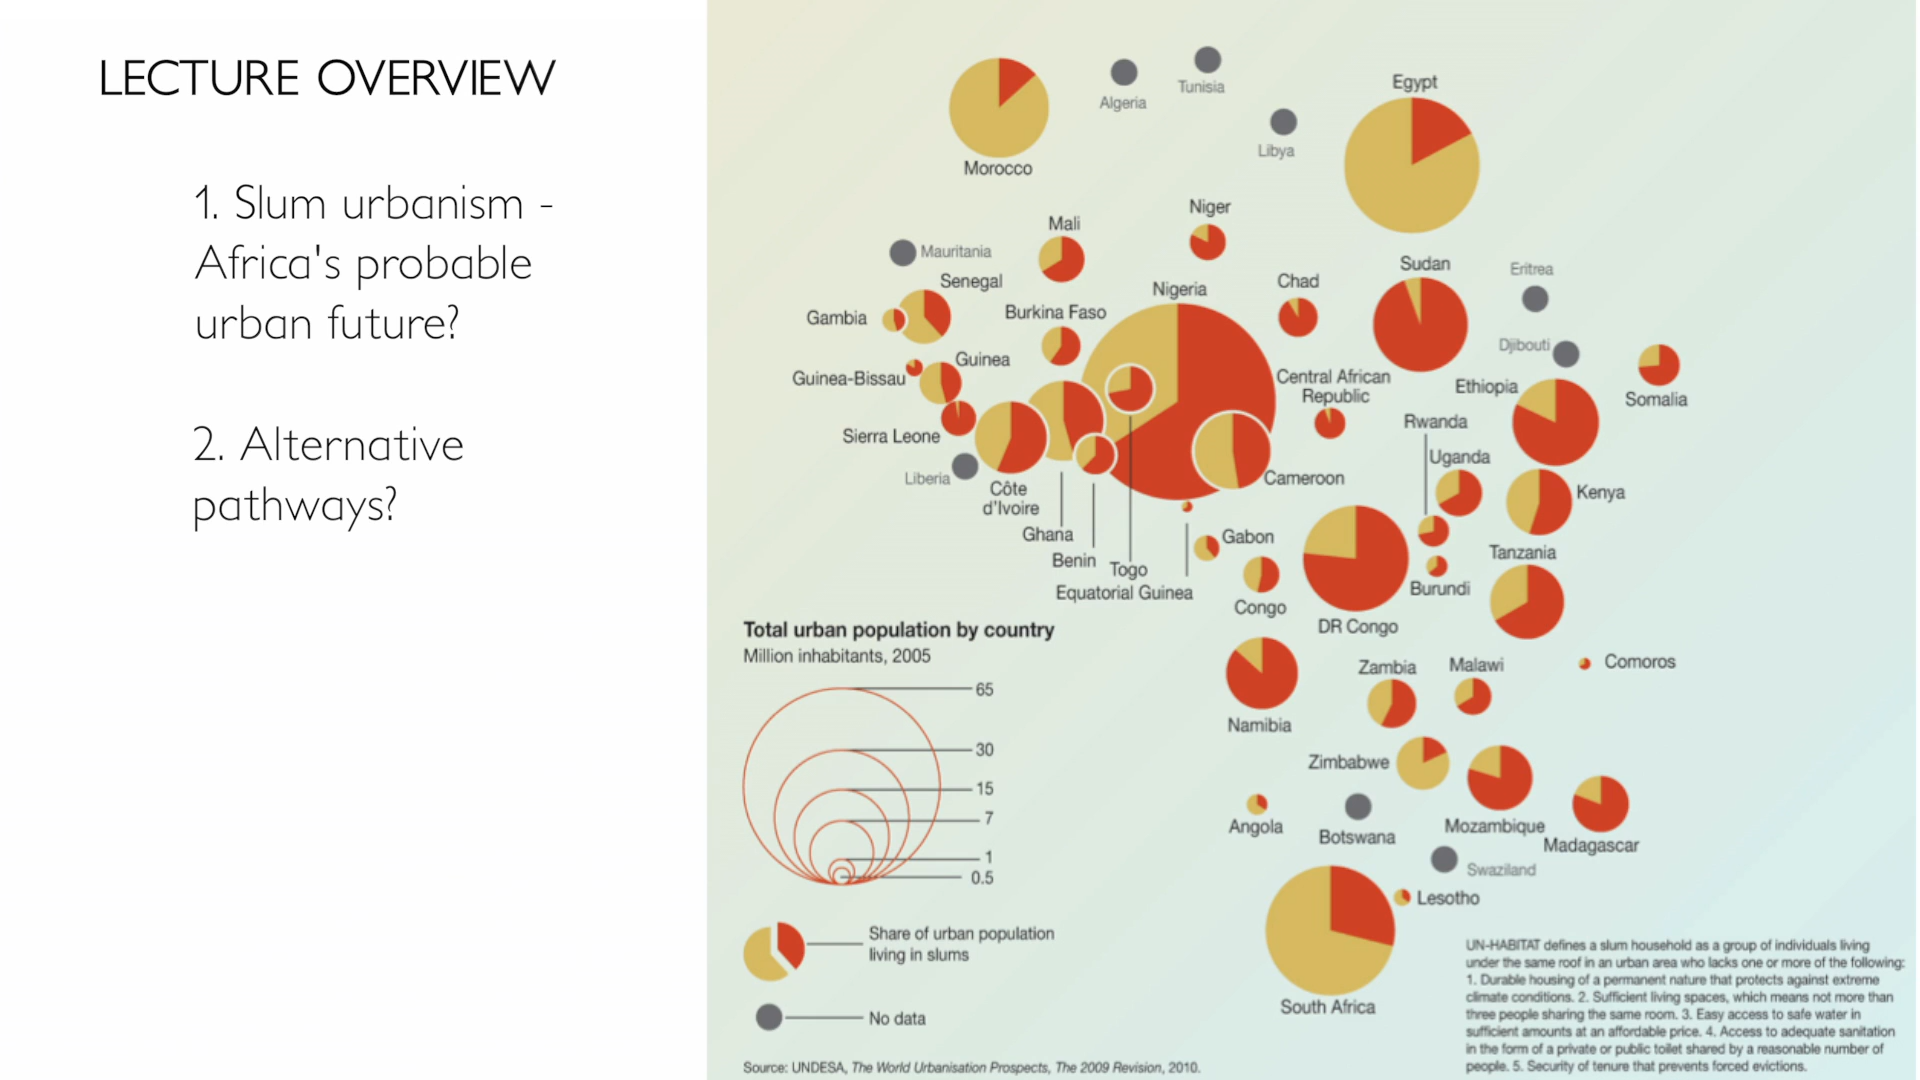 LECTURE OVERVIEW
1. Slum urbanism -
Africa's probable
urban future?
2. Alternative
pathways?
Morocco
Algeria
Tunisia
Libya
Egypt
Mali
Niger
Mauritania
Senegal
Gambia
Burkina Faso
Nigeria
Chad
Sudan
Eritrea
Djibouti
Somalia
Ethiopia
Guinea
Guinea-Bissau
Central African
Republic
Rwanda
Uganda
Sierra Leone
Liberia
Côte
d'Ivoire
Ghana
Benin
Togo
Equatorial Guinea
Cameroon
Kenya
Gabon
Congo
DR Congo
Burundi
Tanzania
Namibia
Zambia
Malawi
Comoros
Zimbabwe
Angola
Botswana
Mozambique
Madagascar
Swaziland
Lesotho
South Africa
Total urban population by country
Million inhabitants, 2005
65
30
15
7
1
0.5
Share of urban population
living in slums
No data
Source: UNDESA, The World Urbanisation Prospects, The 2009 Revision, 2010.
UN-HABITAT defines a slum household as a group of individuals living
under the same roof in an urban area who lacks one or more of the following:
1. Durable housing of a permanent nature that protects against extreme
climate conditions. 2. Sufficient living spaces, which means not more than
three people sharing the same room. 3. Easy access to safe water in
sufficient amounts at an affordable price. 4. Access to adequate sanitation
in the form of a private or public toilet shared by a reasonable number of
people. 5. Security of tenure that prevents forced evictions.